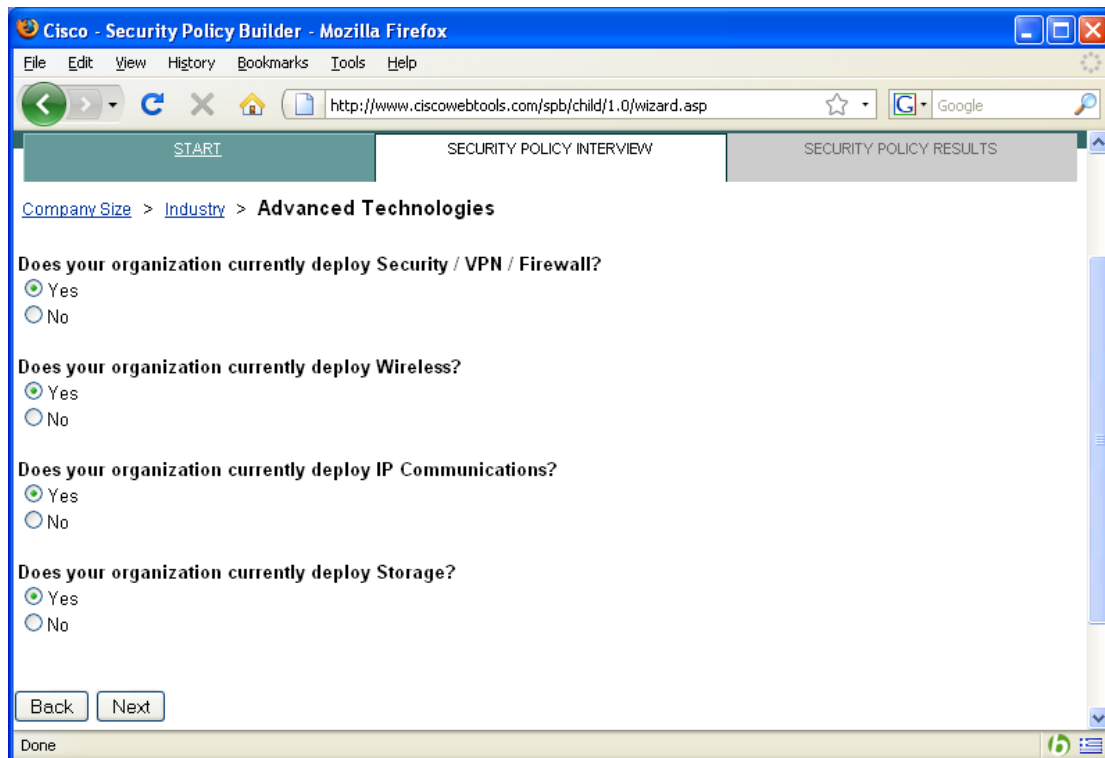 Cisco - Security Policy Builder - Mozilla Firefox
File Edit View History Bookmarks Tools Help
http://www.ciscowebtools.com/spb/child/1.0/wizard.asp
G Google
START
SECURITY POLICY INTERVIEW
SECURITY POLICY RESULTS
Company Size > Industry > Advanced Technologies
Does your organization currently deploy Security / VPN / Firewall?
Yes
No
Does your organization currently deploy Wireless?
Yes
No
Does your organization currently deploy IP Communications?
Yes
No
Does your organization currently deploy Storage?
Yes
No
Back Next
Done